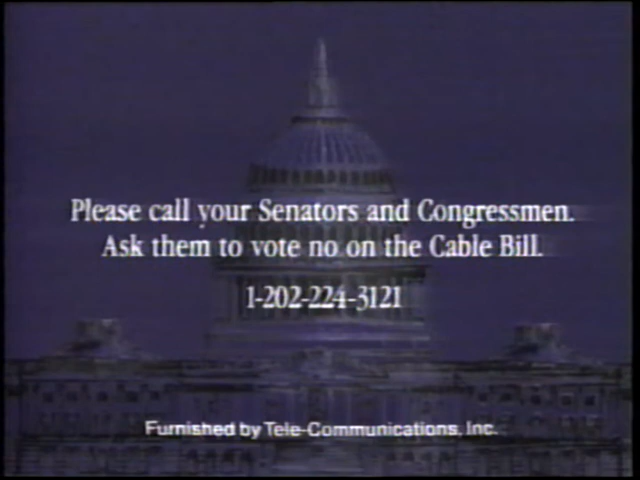 Please call your Senators and Congressmen.
Ask them to vote no on the Cable Bill.
1-202-224-3121
Furnished by Tele-Communications, Inc.